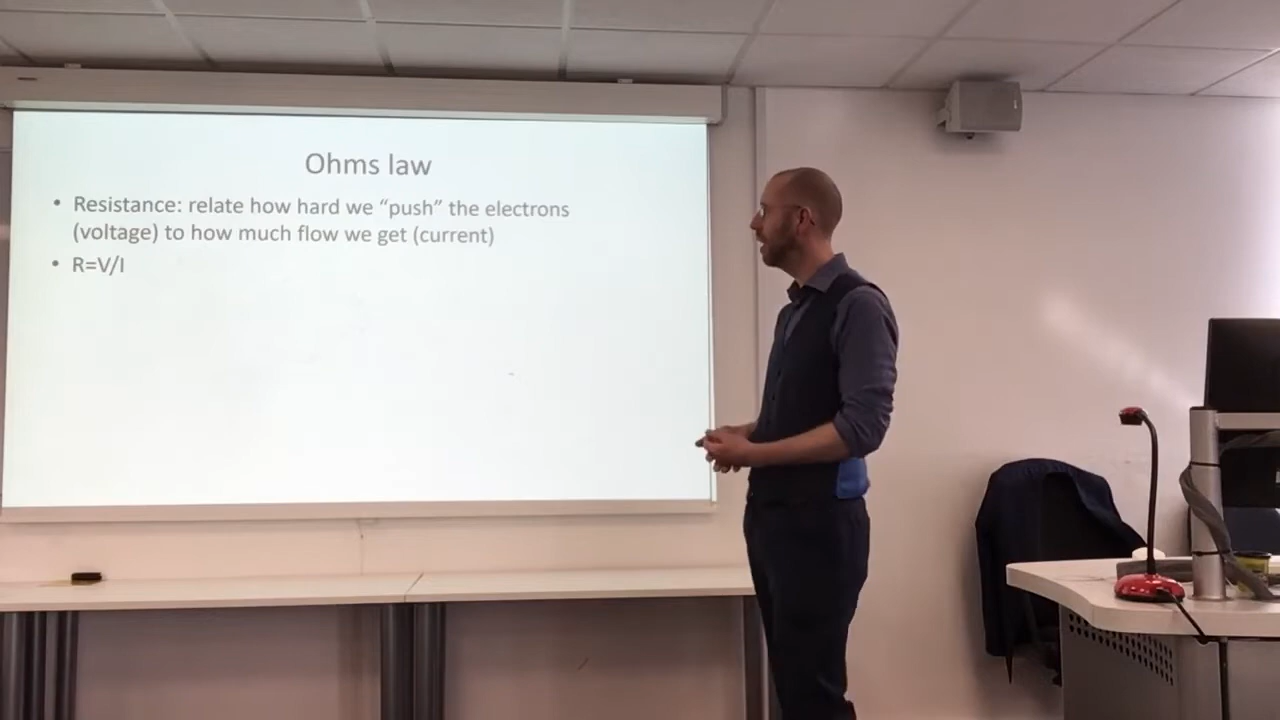 Ohms law
• Resistance: relate how hard we “push” the electrons
(voltage) to how much flow we get (current)
• R=V/I